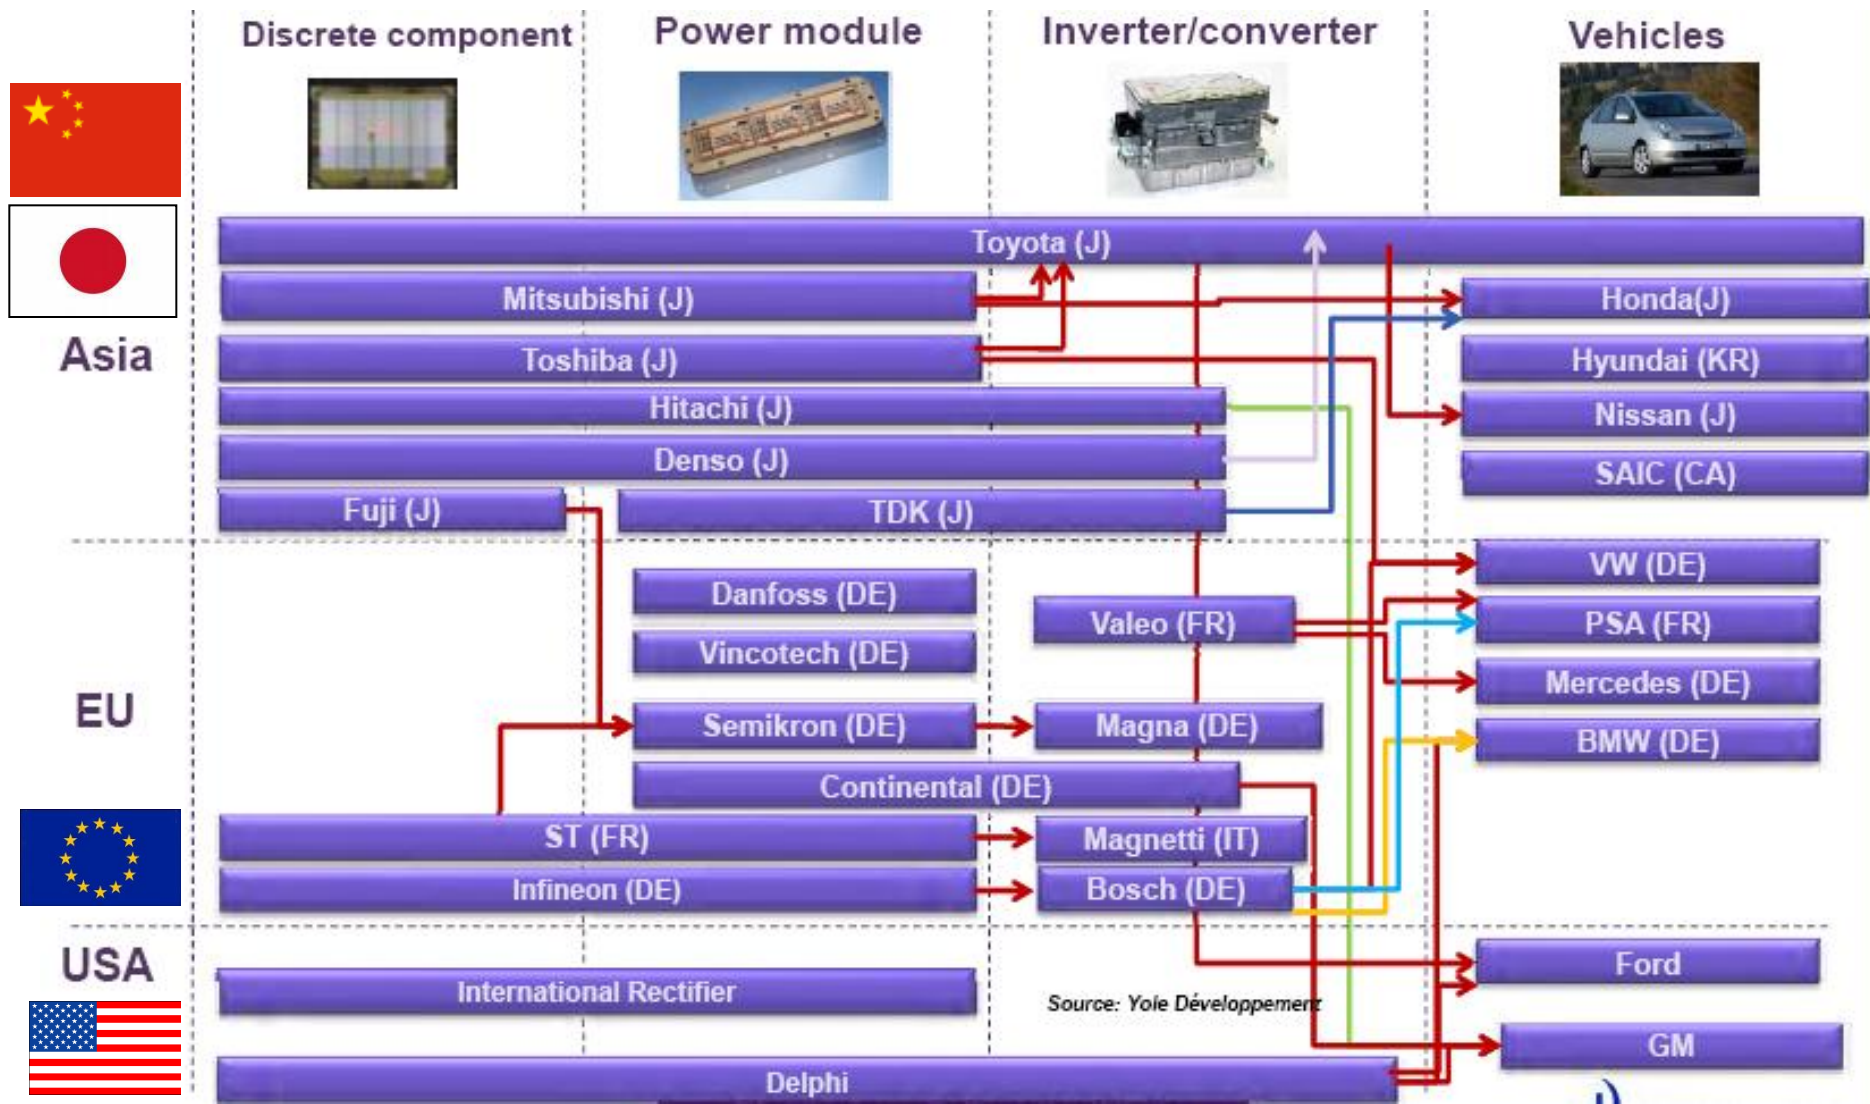 Discrete component
Power module
Inverter/converter
Vehicles
Asia
Toyota (J)
Mitsubishi (J)
Honda(J)
Toshiba (J)
Hyundai (KR)
Hitachi (J)
Nissan (J)
Denso (J)
SAIC (CA)
Fuji (J)
TDK (J)
EU
Danfoss (DE)
VW (DE)
Valeo (FR)
PSA (FR)
Vincotech (DE)
Mercedes (DE)
Semikron (DE)
Magna (DE)
BMW (DE)
Continental (DE)
ST (FR)
Magnetti (IT)
Infineon (DE)
Bosch (DE)
USA
Ford
International Rectifier
Source: Yole Développement
GM
Delphi